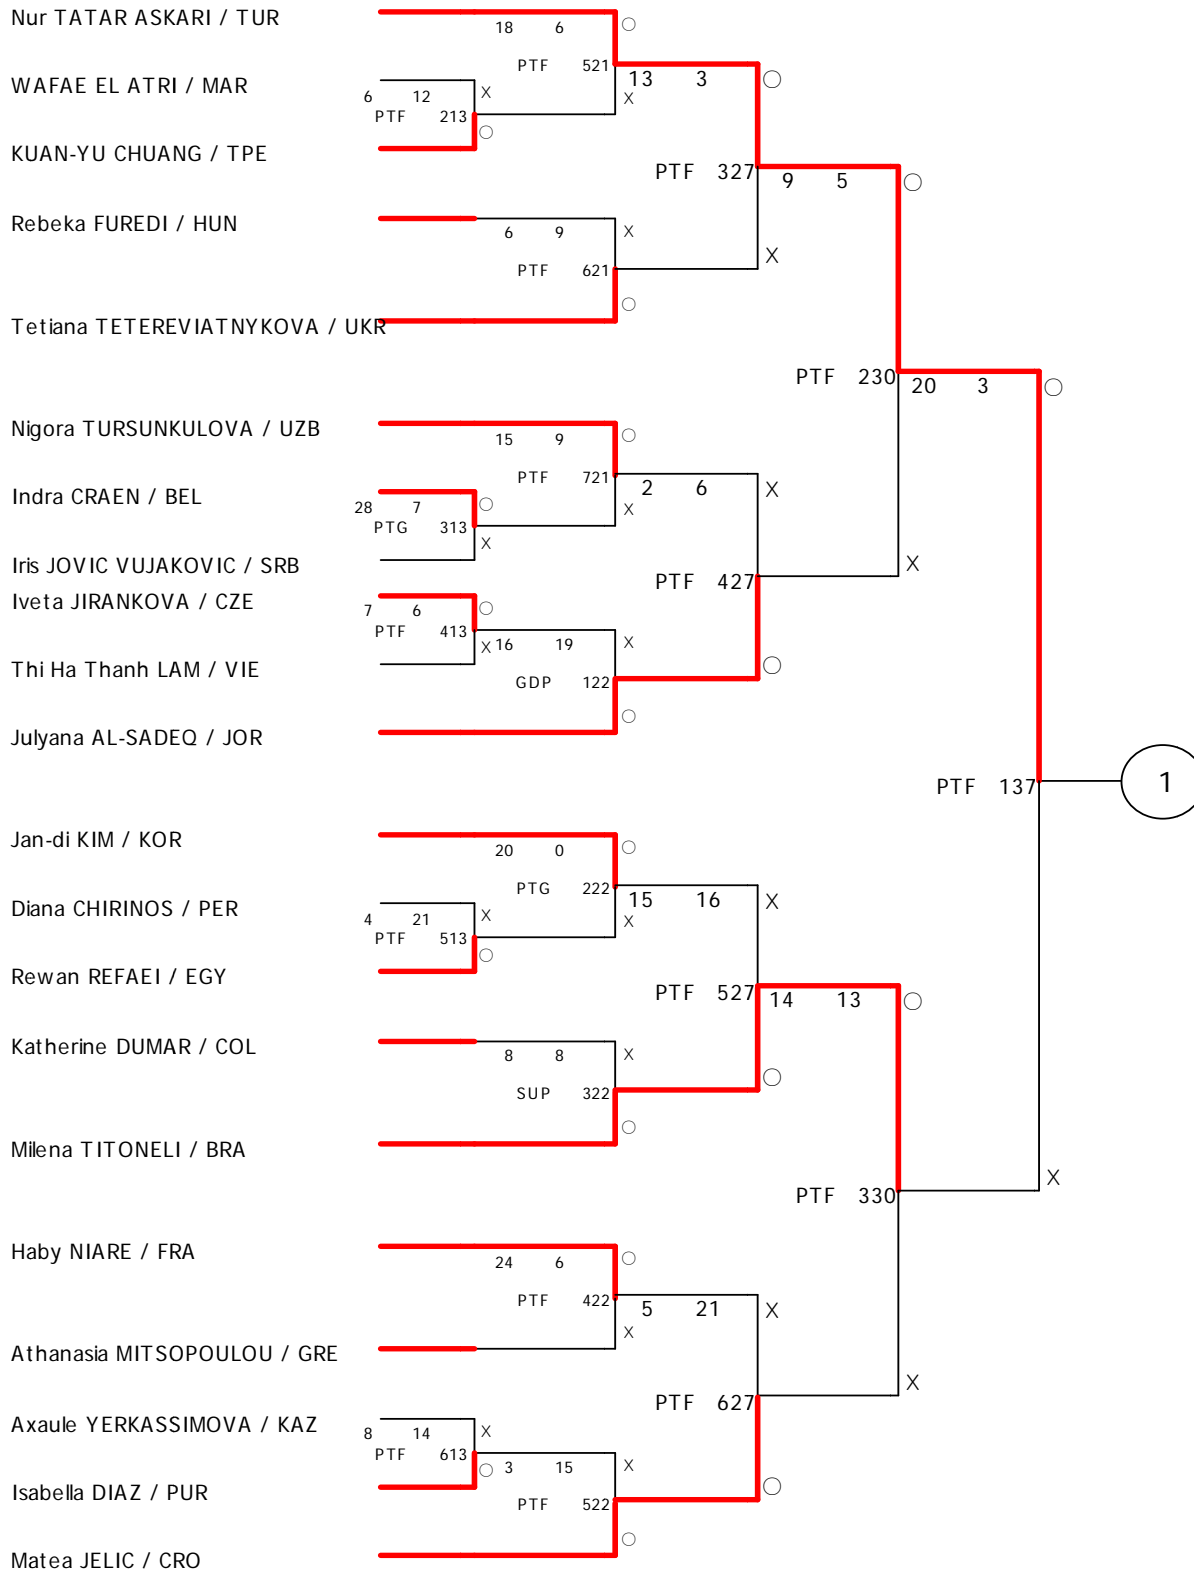 Nur TATAR ASKARI / TUR
18 6 ○
PTF 521
13 3 ○
WAFAE EL ATRI / MAR
6 12 X X
PTF 213
○
KUAN-YU CHUANG / TPE
PTF 327
9 5 ○
Rebeka FUREDI / HUN
6 9 X
X
PTF 621
○
Tetiana TETEREVIATNYKOVA / UKR
PTF 230
20 3 ○
Nigora TURSUNKULOVA / UZB
15 9 ○
PTF 721
2 6 X
Indra CRAEN / BEL
28 7 ○ X
PTG 313
X
Iris JOVIC VUJAKOVIC / SRB
X
PTF 427
Iveta JIRANKOVA / CZE
7 6 ○
PTF 413
X 16 19 X
Thi Ha Thanh LAM / VIE
○
GDP 122
○
Julyana AL-SADEQ / JOR
PTF 137
1
Jan-di KIM / KOR
20 0 ○
PTG 222
15 16 X
Diana CHIRINOS / PER
4 21 X X
PTF 513
○
Rewan REFAEI / EGY
PTF 527
14 13 ○
Katherine DUMAR / COL
8 8 X
○
SUP 322
○
Milena TITONELI / BRA
X
PTF 330
Haby NIARE / FRA
24 6 ○
PTF 422
5 21 X
X
Athanasia MITSOPOULOU / GRE
X
PTF 627
Axaule YERKASSIMOVA / KAZ
8 14 X
PTF 613
○ 3 15 X
Isabella DIAZ / PUR
○
PTF 522
○
Matea JELIC / CRO